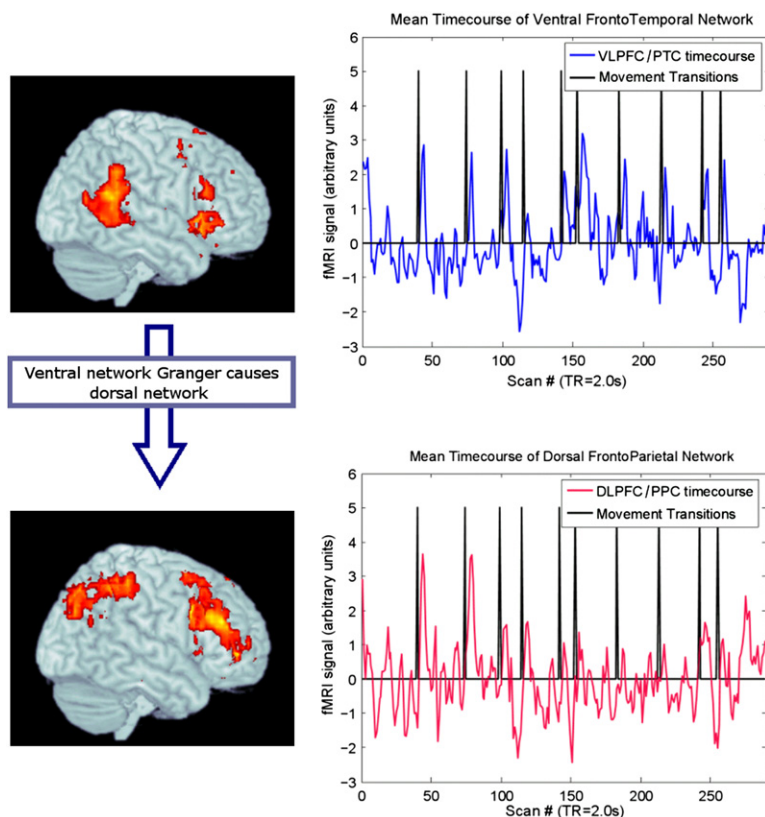 Mean Timecourse of Ventral FrontoTemporal Network
VLPFC/PTC timecourse
Movement Transitions
fMRI signal (arbitrary units)
6
5
4
3
2
1
0
−1
−2
−3
0
50
100
150
200
250
Scan # (TR=2.0s)
Ventral network Granger causes
dorsal network
Mean Timecourse of Dorsal FrontoParietal Network
DLPFC/PPC timecourse
Movement Transitions
fMRI signal (arbitrary units)
6
5
4
3
2
1
0
−1
−2
−3
0
50
100
150
200
250
Scan # (TR=2.0s)